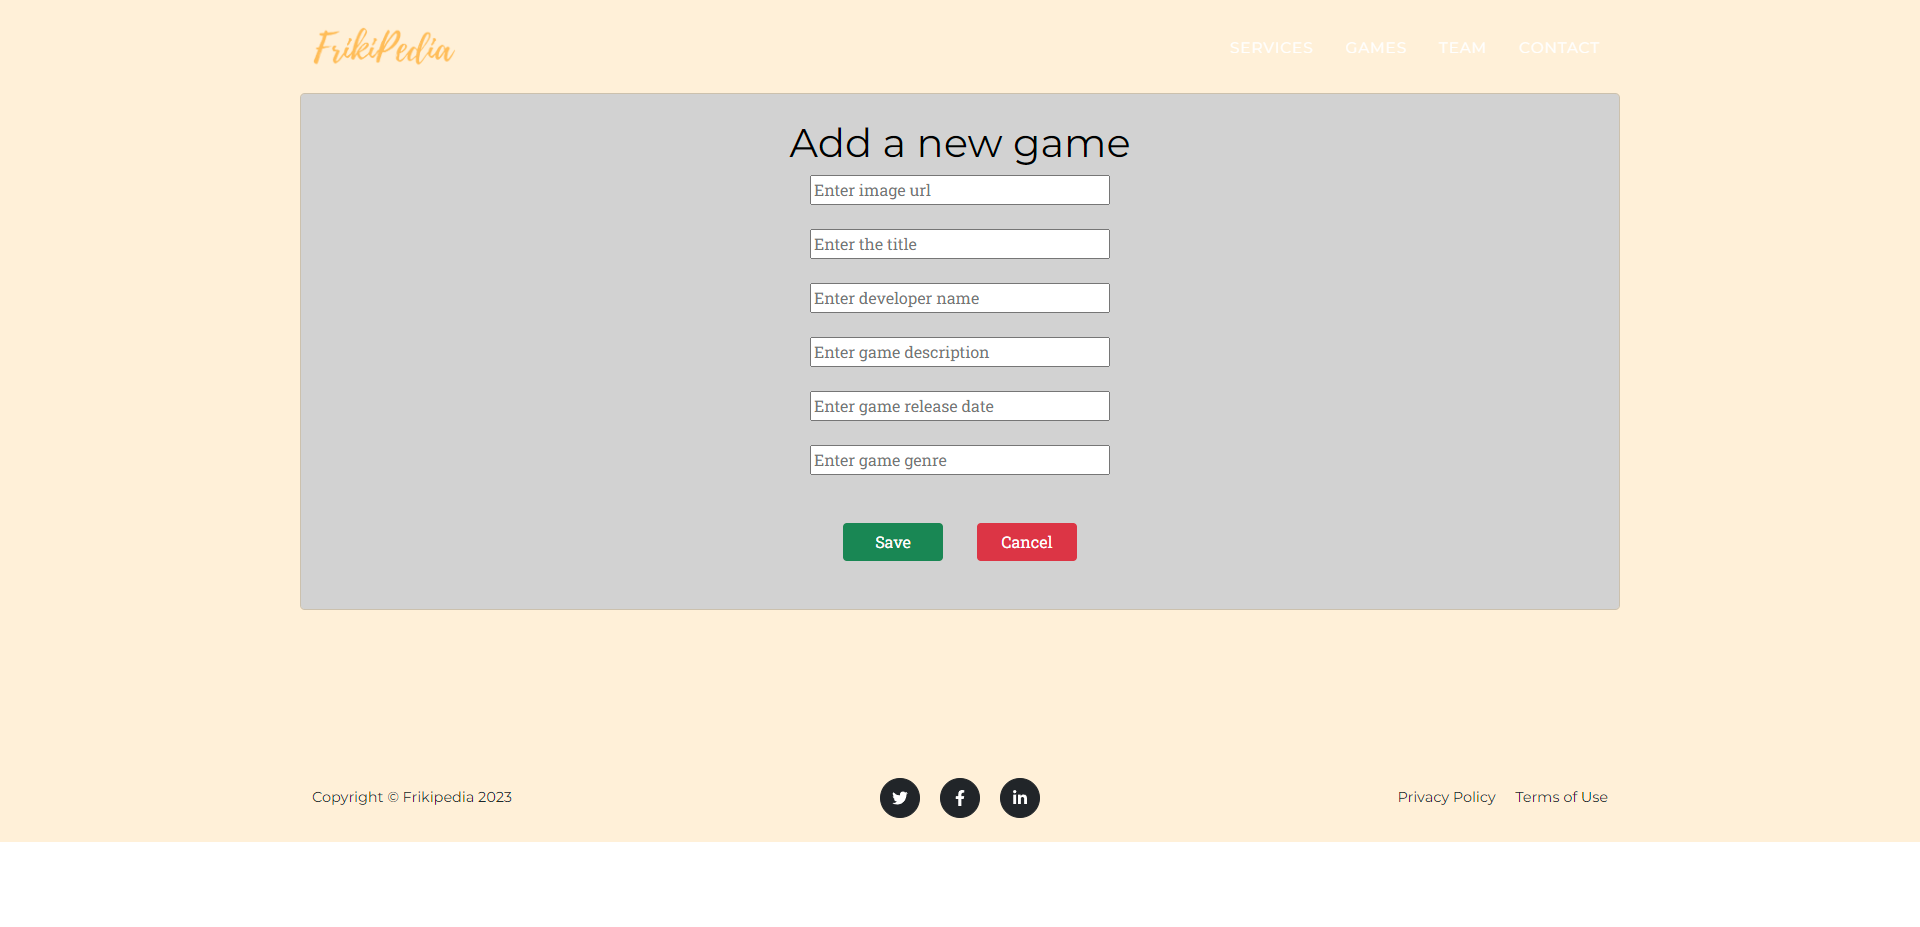 FrikiPedia
SERVICES GAMES TEAM CONTACT
Add a new game
Enter image url
Enter the title
Enter developer name
Enter game description
Enter game release date
Enter game genre
Save Cancel
Copyright © Frikipedia 2023
Privacy Policy Terms of Use